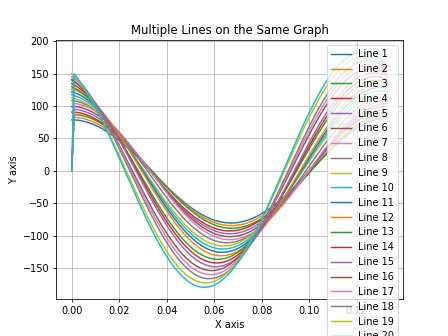 Multiple Lines on the Same Graph
Y axis
200
150
100
50
0
−50
−100
−150
0.00
0.02
0.04
0.06
0.08
0.10
X axis
Line 1
Line 2
Line 3
Line 4
Line 5
Line 6
Line 7
Line 8
Line 9
Line 10
Line 11
Line 12
Line 13
Line 14
Line 15
Line 16
Line 17
Line 18
Line 19
Line 20